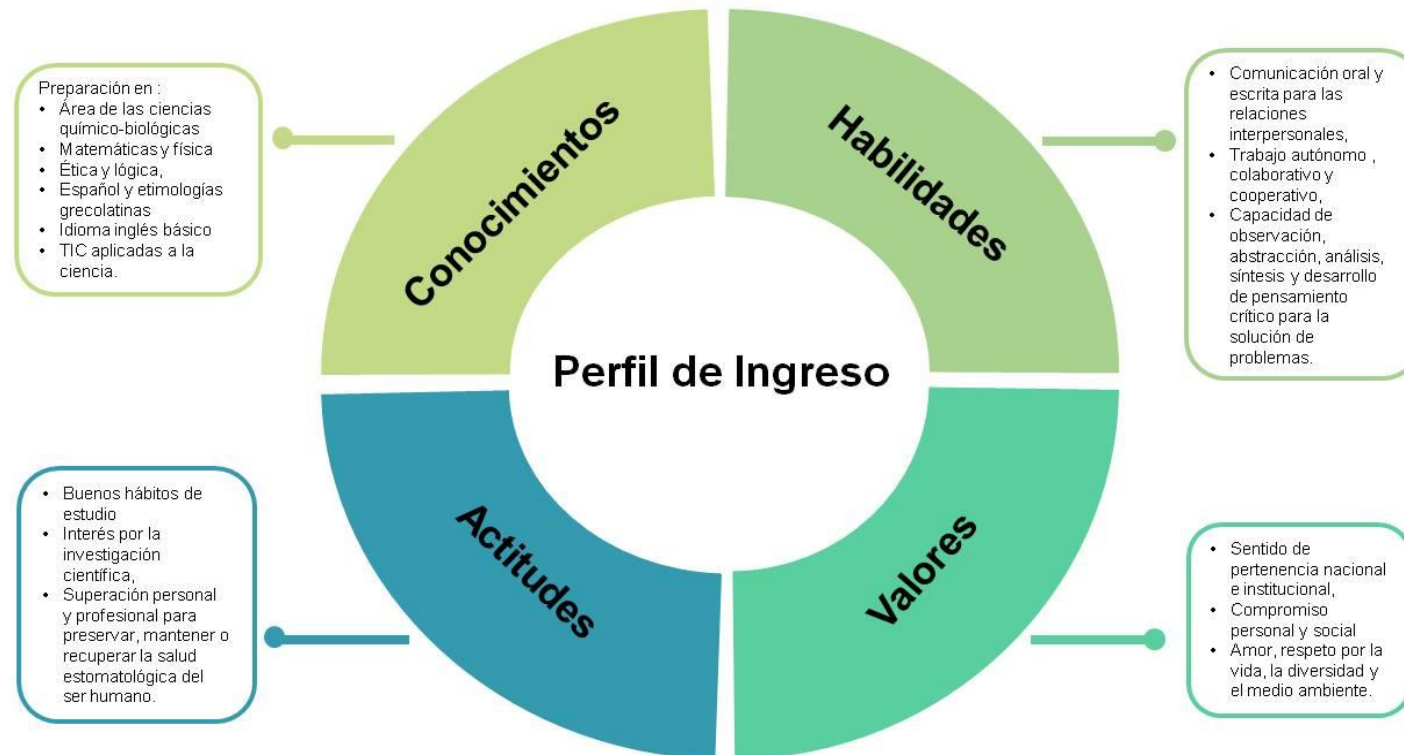 Preparación en :
• Área de las ciencias
químico-biológicas
• Matemáticas y física
• Ética y lógica,
• Español y etimologías
grecolatinas
• Idioma inglés básico
• TIC aplicadas a la
ciencia.
Conocimientos
Habilidades
• Comunicación oral y
escrita para las
relaciones
interpersonales,
• Trabajo autónomo ,
colaborativo y
cooperativo,
• Capacidad de
observación,
abstracción, análisis,
síntesis y desarrollo
de pensamiento
crítico para la
solución de
problemas.
Perfil de Ingreso
• Buenos hábitos de
estudio
• Interés por la
investigación
científica,
• Superación personal
y profesional para
preservar, mantener o
recuperar la salud
estomatológica del
ser humano.
Actitudes
Valores
• Sentido de
pertenencia nacional
e institucional,
• Compromiso
personal y social
• Amor, respeto por la
vida, la diversidad y
el medio ambiente.